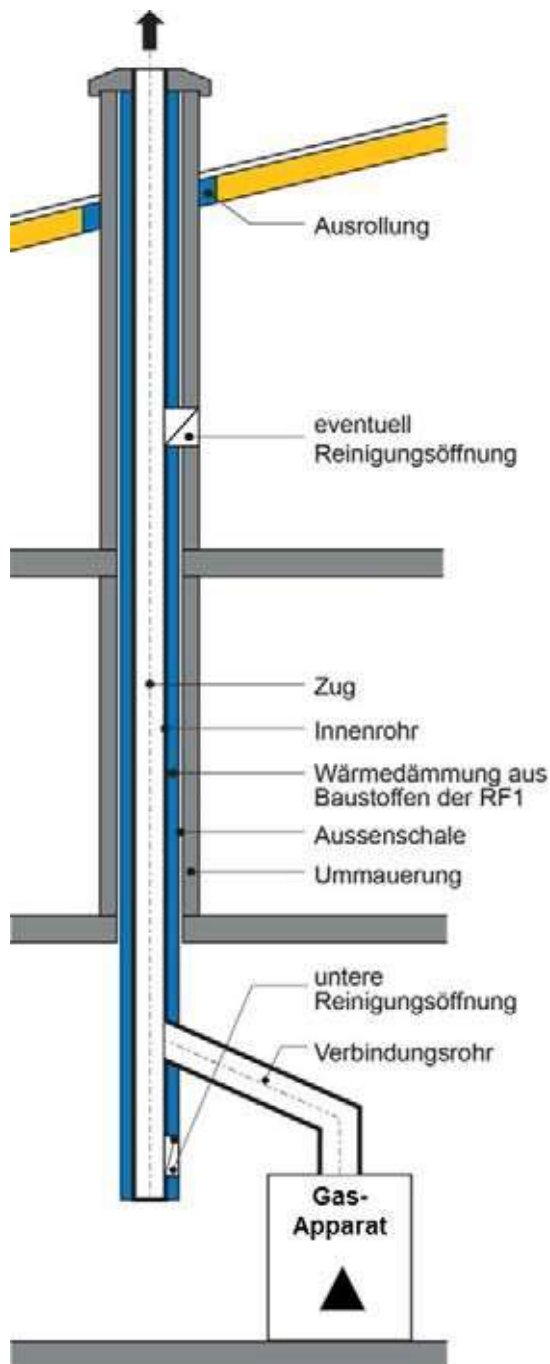 Ausrollung
eventuell
Reinigungsöffnung
Zug
Innenrohr
Wärmedämmung aus
Baustoffen der RF1
Aussenschale
Ummauerung
untere
Reinigungsöffnung
Verbindungsrohr
Gas-
Apparat